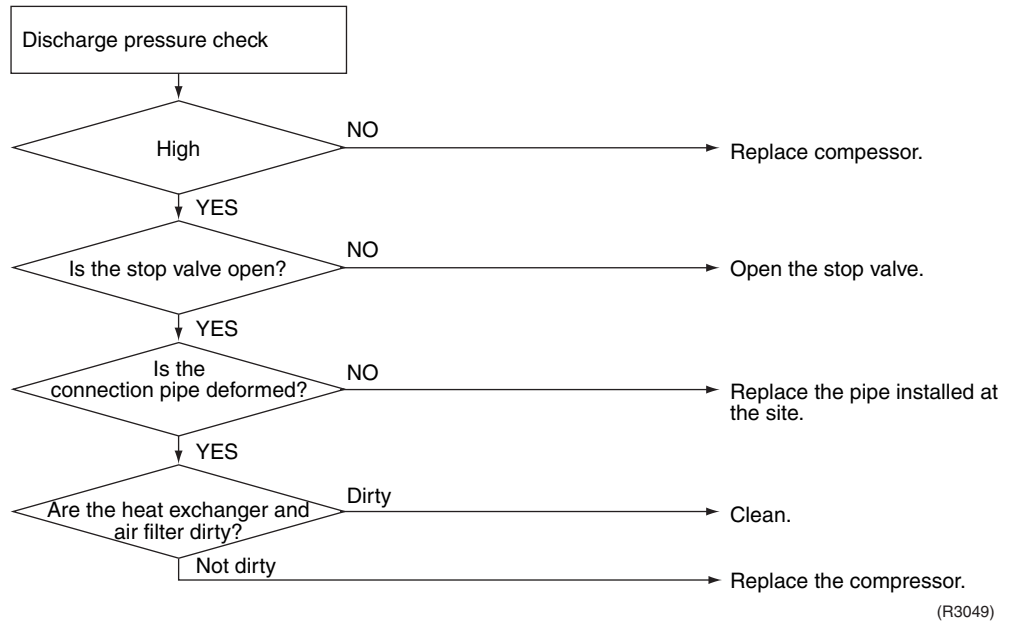 Discharge pressure check
High
NO
Replace compessor.
YES
Is the stop valve open?
NO
Open the stop valve.
YES
Is the
connection pipe deformed?
NO
Replace the pipe installed at
the site.
YES
Are the heat exchanger and
air filter dirty?
Dirty
Clean.
Not dirty
Replace the compressor.
(R3049)